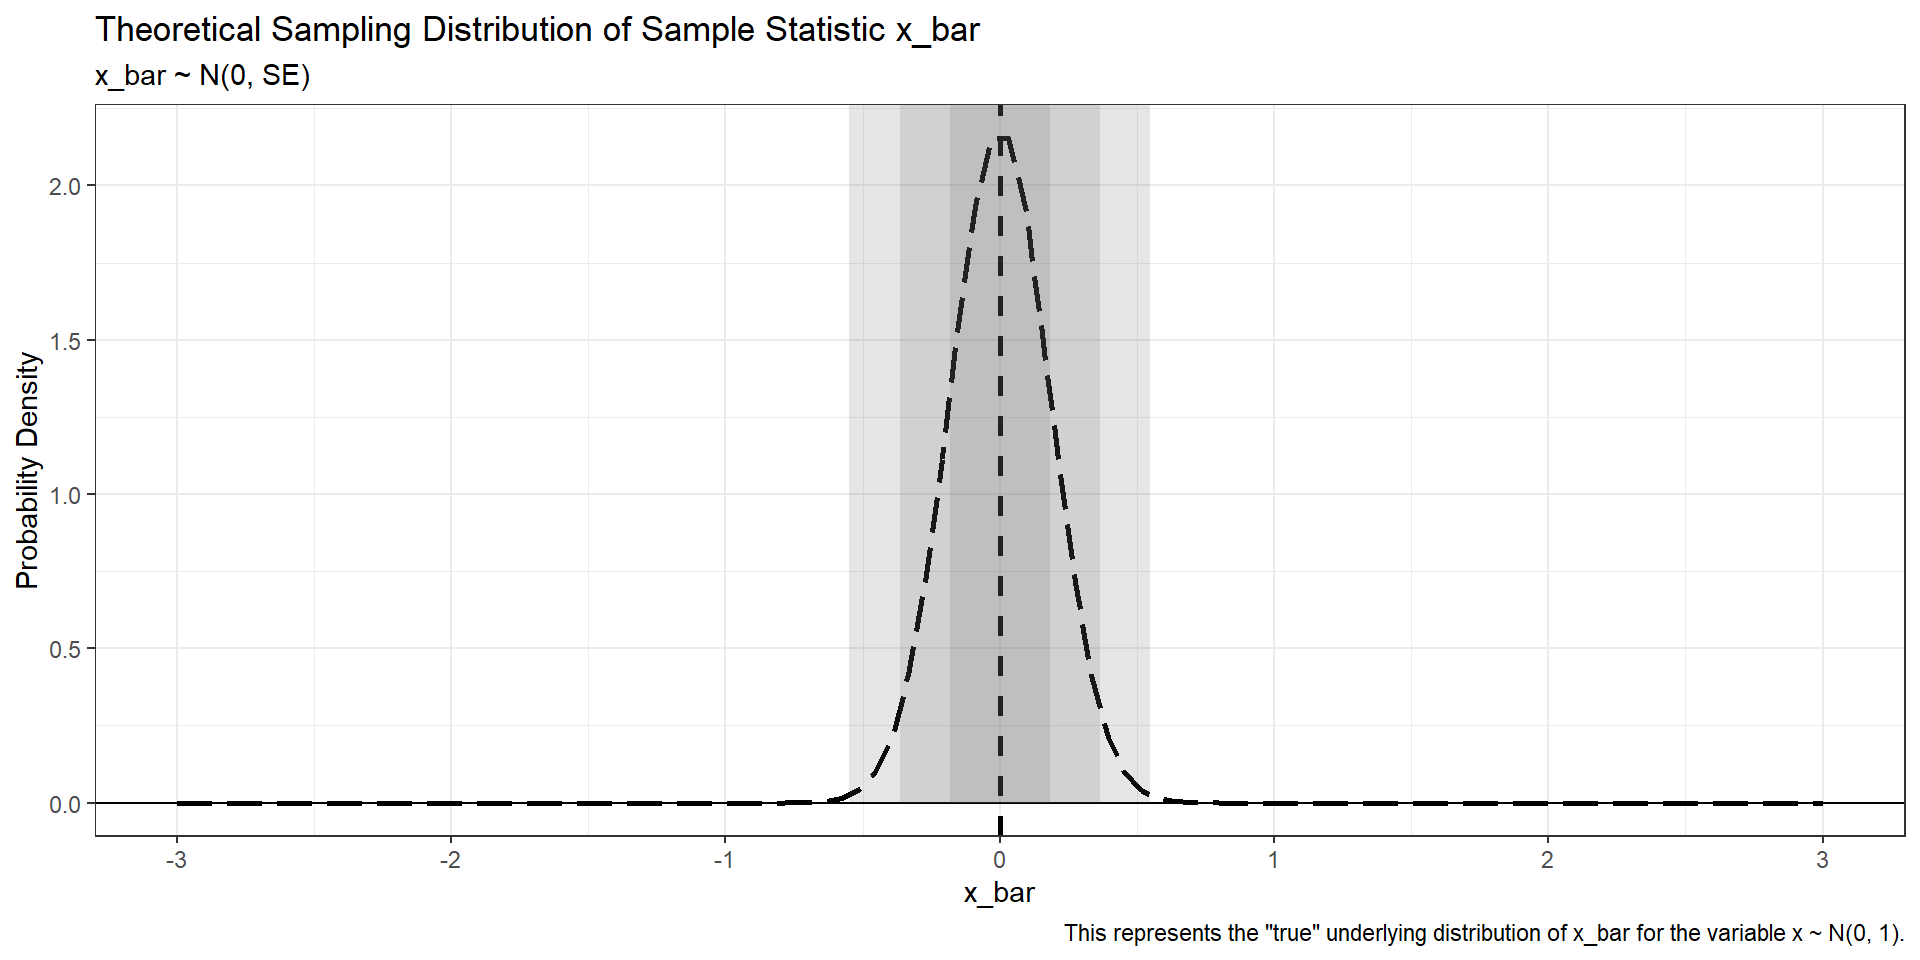 Theoretical Sampling Distribution of Sample Statistic x_bar
x_bar ~ N(0, SE)
Probability Density
2.0
1.5
1.0
0.5
0.0
-3 -2 -1 0 1 2 3
x_bar
This represents the "true" underlying distribution of x_bar for the variable x ~ N(0, 1).